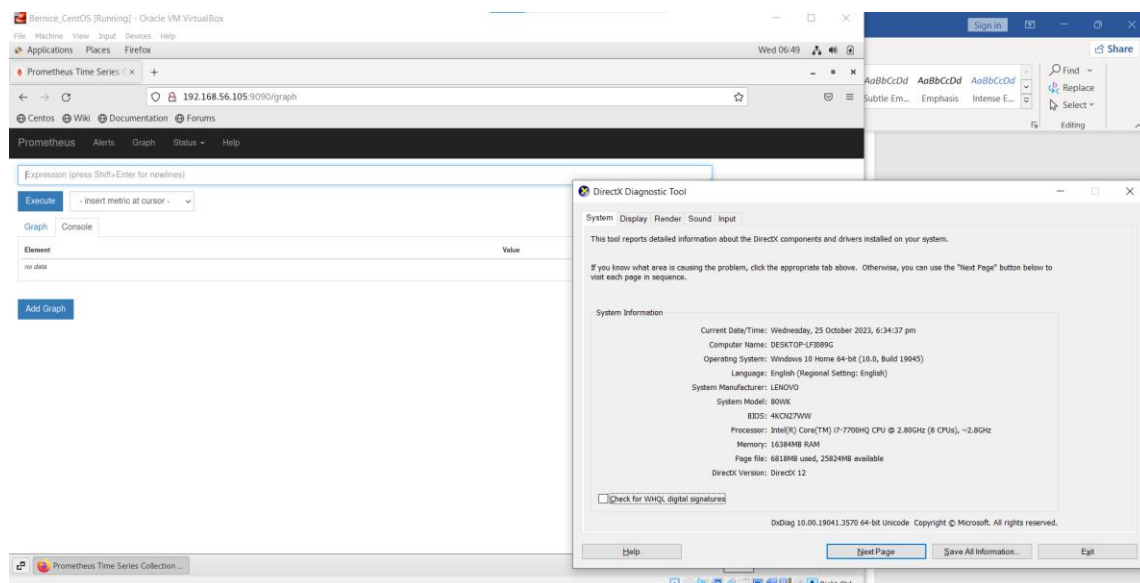 Bernice_CentOS [Running] - Oracle VM VirtualBox
File Machine View Input Devices Help
Applications Places Firefox
Wed 06:49
Prometheus Time Series C
192.168.56.105:9090/graph
Centos Wiki Documentation Forums
Prometheus Alerts Graph Status Help
Expression (press Shift+Enter for newlines)
Execute - insert metric at cursor -
Graph Console
Element Value
no data
Add Graph
Prometheus Time Series Collection ...
Sign in
Share
AaBbCcDd AaBbCcDd AaBbCcDd
Subtle Em... Emphasis Intense E...
Find
Replace
Select
Editing
DirectX Diagnostic Tool
System Display Render Sound Input
This tool reports detailed information about the DirectX components and drivers installed on your system.
If you know what area is causing the problem, click the appropriate tab above. Otherwise, you can use the "Next Page" button below to
visit each page in sequence.
System Information
Current Date/Time: Wednesday, 25 October 2023, 6:34:37 pm
Computer Name: DESKTOP-LFI089G
Operating System: Windows 10 Home 64-bit (10.0, Build 19045)
Language: English (Regional Setting: English)
System Manufacturer: LENOVO
System Model: 80WK
BIOS: 4KCN27WW
Processor: Intel(R) Core(TM) i7-7700HQ CPU @ 2.80GHz (8 CPUs), ~2.8GHz
Memory: 16384MB RAM
Page file: 6818MB used, 25824MB available
DirectX Version: DirectX 12
Check for WHQL digital signatures
DxDiag 10.00.19041.3570 64-bit Unicode Copyright © Microsoft. All rights reserved.
Help Next Page Save All Information... Exit